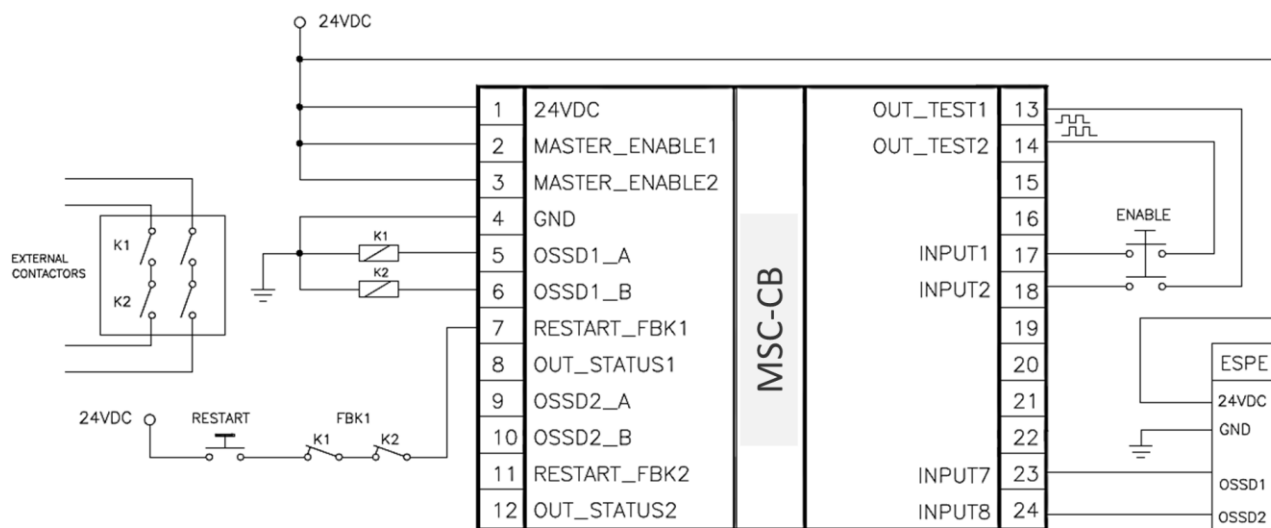 24VDC
1 24VDC
2 MASTER_ENABLE1
3 MASTER_ENABLE2
4 GND
5 OSSD1_A
6 OSSD1_B
7 RESTART_FBK1
8 OUT_STATUS1
9 OSSD2_A
10 OSSD2_B
11 RESTART_FBK2
12 OUT_STATUS2
MSC-CB
OUT_TEST1 13
OUT_TEST2 14
15
16
INPUT1 17
INPUT2 18
19
20
21
22
INPUT7 23
INPUT8 24
K1
K2
EXTERNAL
CONTACTORS
K1
K2
24VDC
RESTART
FBK1
K1
K2
ENABLE
ESPE
24VDC
GND
OSSD1
OSSD2